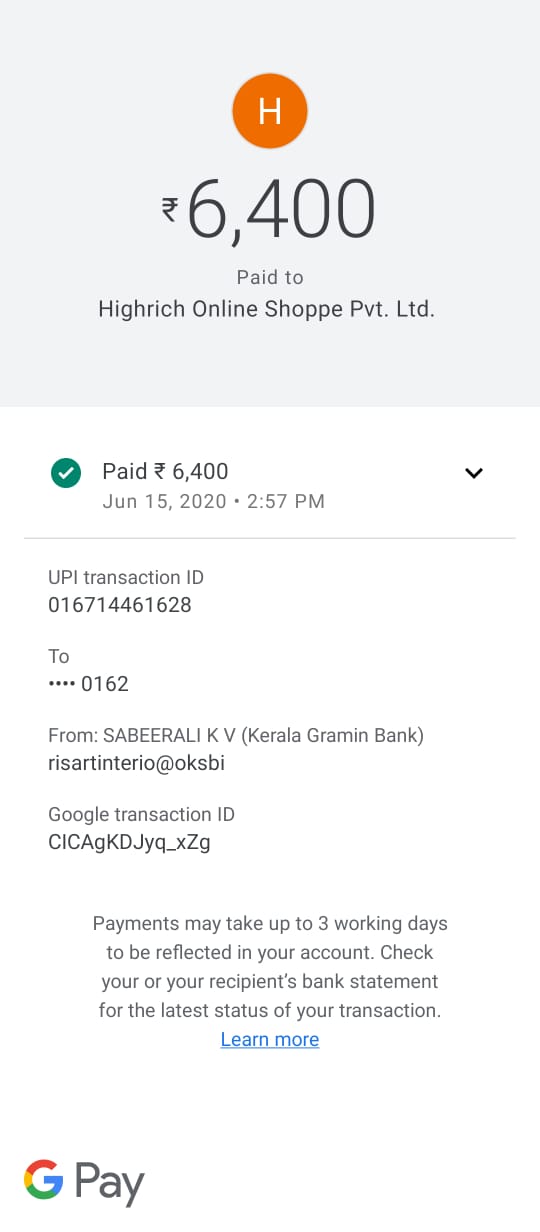 H
₹6,400
Paid to
Highrich Online Shoppe Pvt. Ltd.
Paid ₹ 6,400
Jun 15, 2020 • 2:57 PM
UPI transaction ID
016714461628
To
•••• 0162
From: SABEERALI K V (Kerala Gramin Bank)
risartinterio@oksbi
Google transaction ID
CICAgKDJyq_xZg
Payments may take up to 3 working days
to be reflected in your account. Check
your or your recipient’s bank statement
for the latest status of your transaction.
Learn more
G Pay